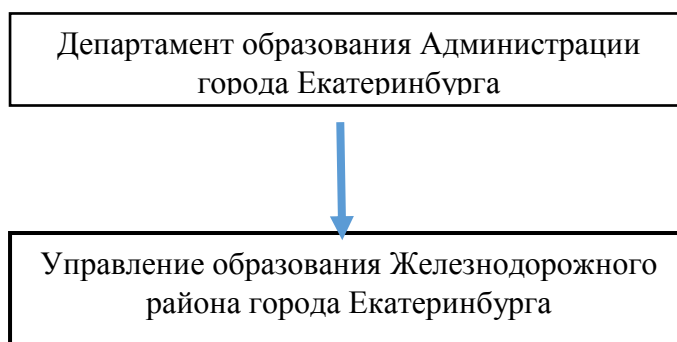 Департамент образования Администрации
города Екатеринбурга
Управление образования Железнодорожного
района города Екатеринбурга